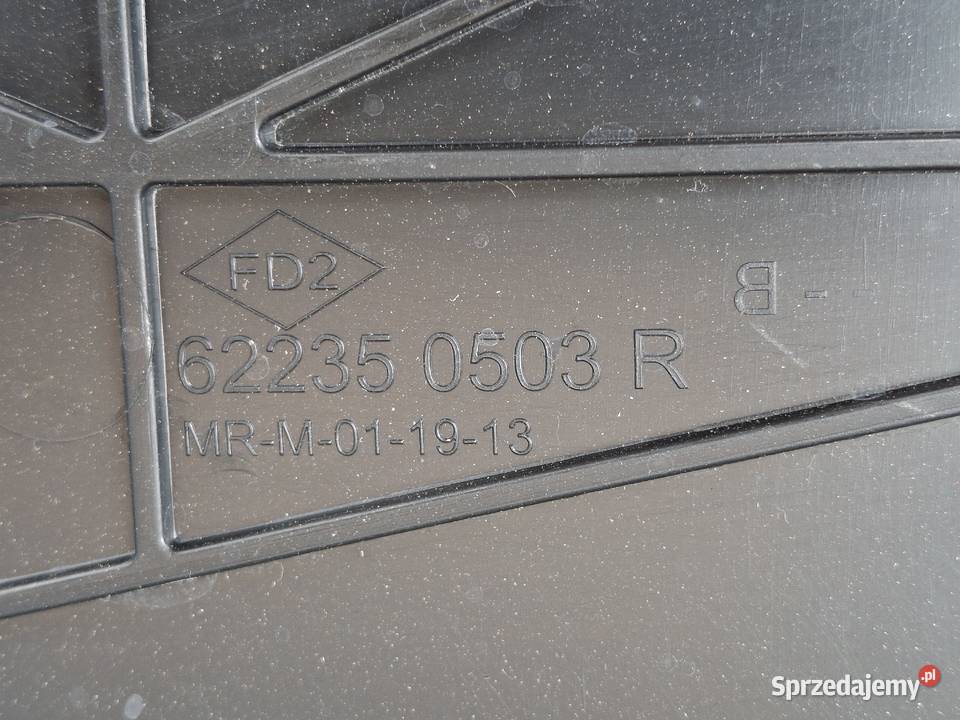 FD2
B - -
62235 0503 R
MR-M-01-19-13
Sprzedajemy.pl